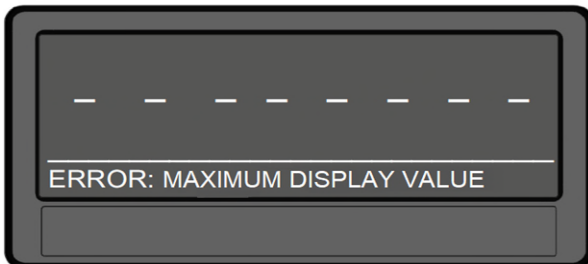 – – – – – – – –
ERROR: MAXIMUM DISPLAY VALUE